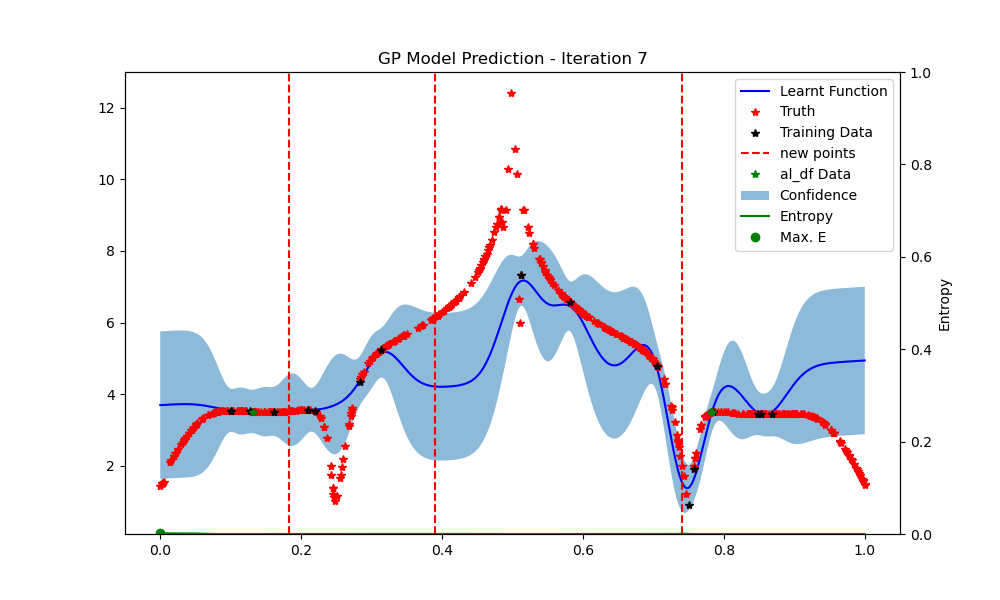 GP Model Prediction - Iteration 7
12
10
8
6
4
2
1.0
0.8
0.6
0.4
0.2
0.0
Entropy
0.0 0.2 0.4 0.6 0.8 1.0
Learnt Function
Truth
Training Data
new points
al_df Data
Confidence
Entropy
Max. E